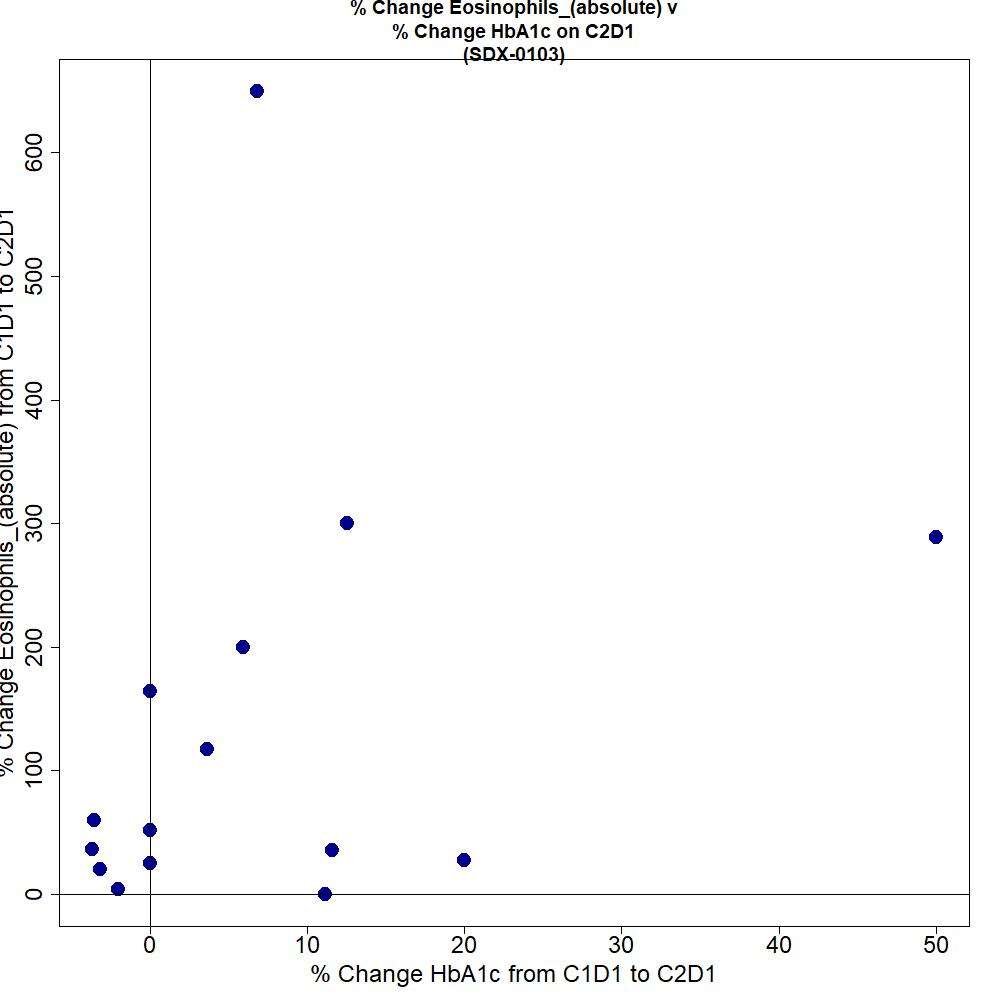 % Change Eosinophils_(absolute) v
% Change HbA1c on C2D1
(SDX-0103)
% Change Eosinophils_(absolute) from C1D1 to C2D1
600
500
400
300
200
100
0
0 10 20 30 40 50
% Change HbA1c from C1D1 to C2D1